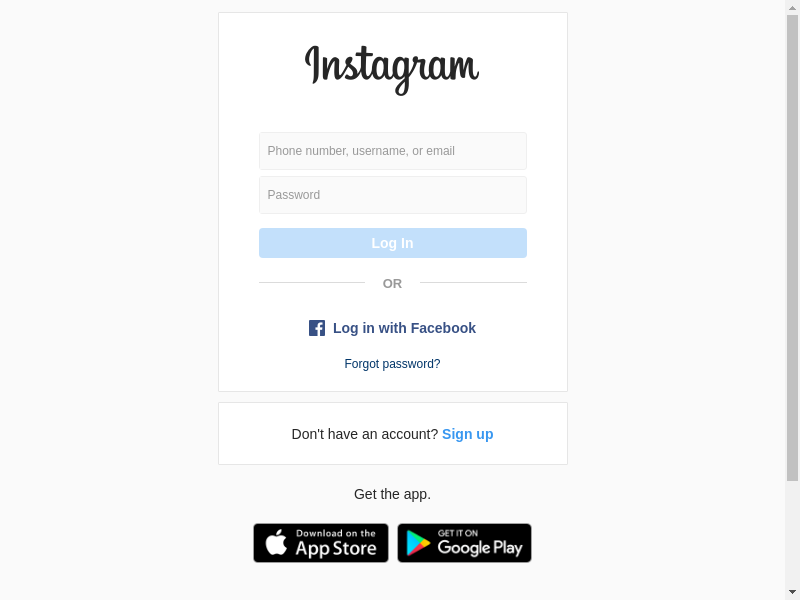 Instagram
Phone number, username, or email
Password
Log In
OR
Log in with Facebook
Forgot password?
Don't have an account? Sign up
Get the app.
Download on the
App Store
GET IT ON
Google Play